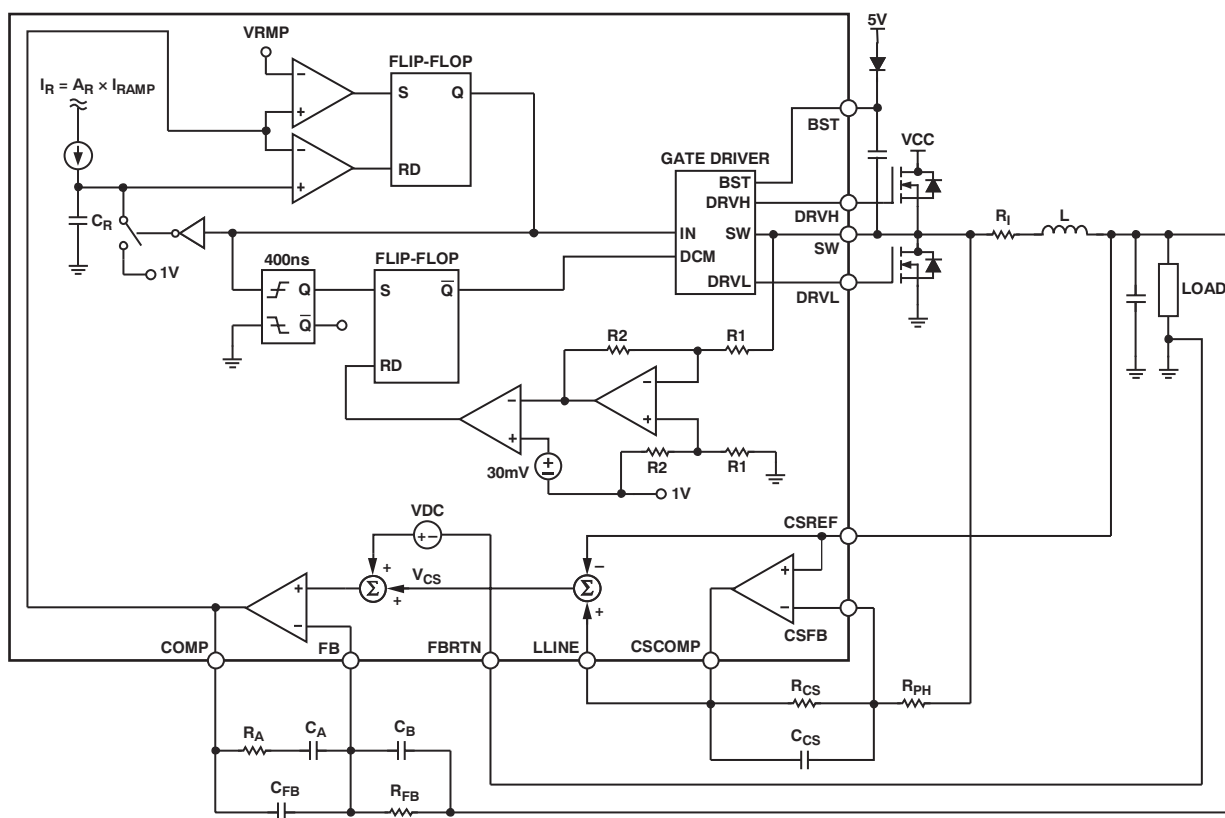 5V
VRMP
FLIP-FLOP
I_R = A_R × I_RAMP
S
Q
BST
VCC
GATE DRIVER
RD
BST
DRVH
DRVH
R_I
L
C_R
IN
SW
SW
1V
400ns
FLIP-FLOP
DCM
Q
S
Q̅
DRVL
DRVL
LOAD
Q̅
R2
R1
RD
−
+
−
+
−
+
−
+
R2
R1
30mV
+
−
1V
VDC
CSREF
+−
−
+
+
V_CS
+
Σ
Σ
+
−
+
−
CSFB
COMP
FB
FBRTN
LLINE
CSCOMP
R_CS
R_PH
R_A
C_A
C_B
C_CS
C_FB
R_FB